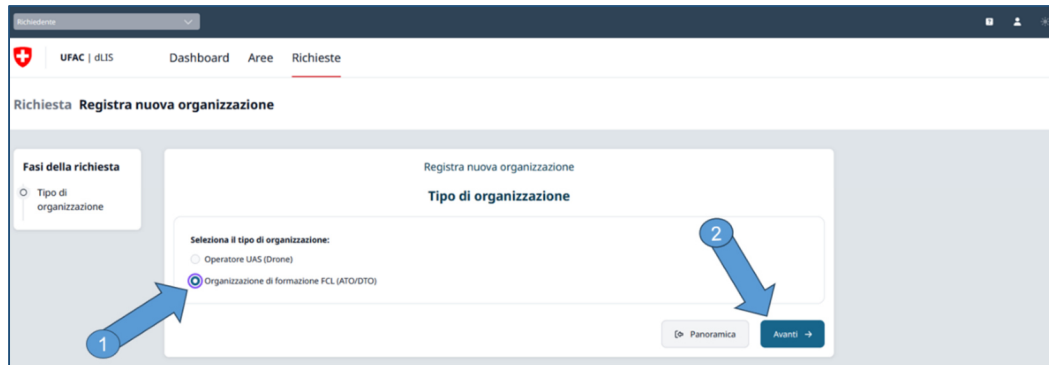 Richiedente
UFAC | dLIS Dashboard Aree Richieste
Richiesta Registra nuova organizzazione
Fasi della richiesta
Tipo di
organizzazione
Registra nuova organizzazione
Tipo di organizzazione
Seleziona il tipo di organizzazione:
Operatore UAS (Drone)
Organizzazione di formazione FCL (ATO/DTO)
1
2
Panoramica
Avanti →